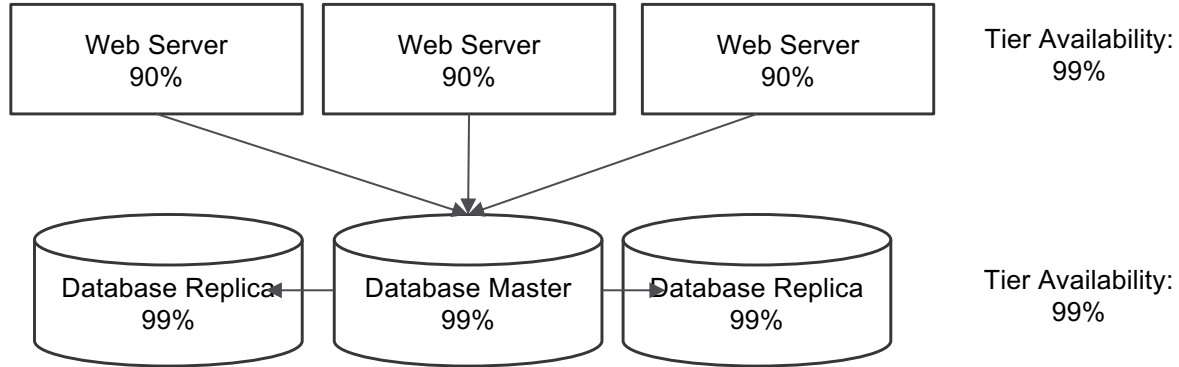 Web Server
90%
Web Server
90%
Web Server
90%
Tier Availability:
99%
Database Replica
99%
Database Master
99%
Database Replica
99%
Tier Availability:
99%